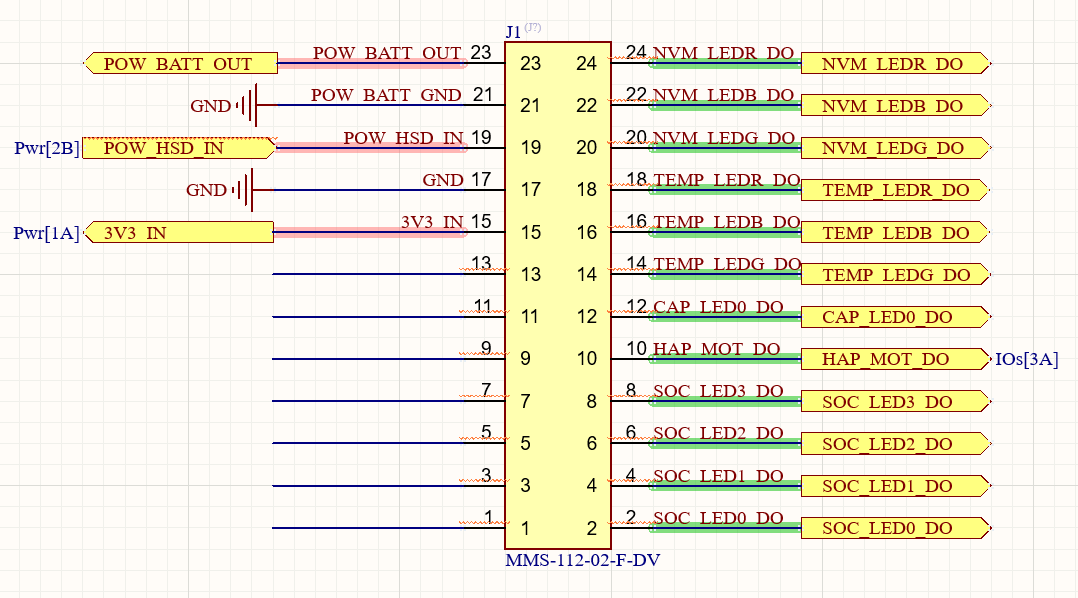 J1 (J?)
POW_BATT_OUT POW_BATT_OUT 23 23 24 24 NVM_LEDR_DO NVM_LEDR_DO
GND POW_BATT_GND 21 21 22 22 NVM_LEDB_DO NVM_LEDB_DO
Pwr[2B] POW_HSD_IN POW_HSD_IN 19 19 20 20 NVM_LEDG_DO NVM_LEDG_DO
GND GND 17 17 18 18 TEMP_LEDR_DO TEMP_LEDR_DO
Pwr[1A] 3V3_IN 3V3_IN 15 15 16 16 TEMP_LEDB_DO TEMP_LEDB_DO
13 13 14 14 TEMP_LEDG_DO TEMP_LEDG_DO
11 11 12 12 CAP_LED0_DO CAP_LED0_DO
9 9 10 10 HAP_MOT_DO HAP_MOT_DO IOs[3A]
7 7 8 8 SOC_LED3_DO SOC_LED3_DO
5 5 6 6 SOC_LED2_DO SOC_LED2_DO
3 3 4 4 SOC_LED1_DO SOC_LED1_DO
1 1 2 2 SOC_LED0_DO SOC_LED0_DO
MMS-112-02-F-DV